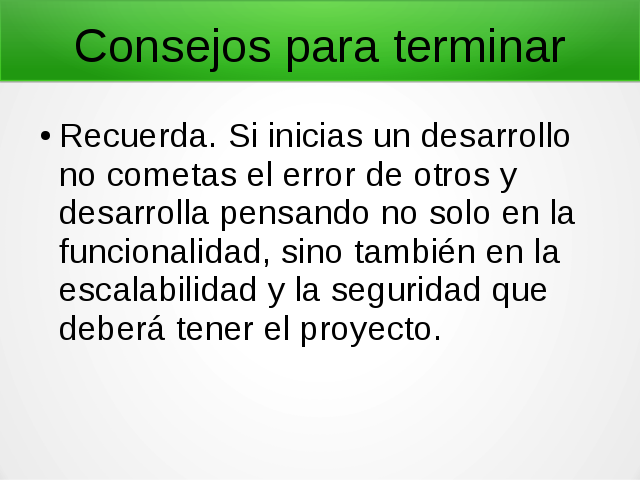 Consejos para terminar
• Recuerda. Si inicias un desarrollo
no cometas el error de otros y
desarrolla pensando no solo en la
funcionalidad, sino también en la
escalabilidad y la seguridad que
deberá tener el proyecto.